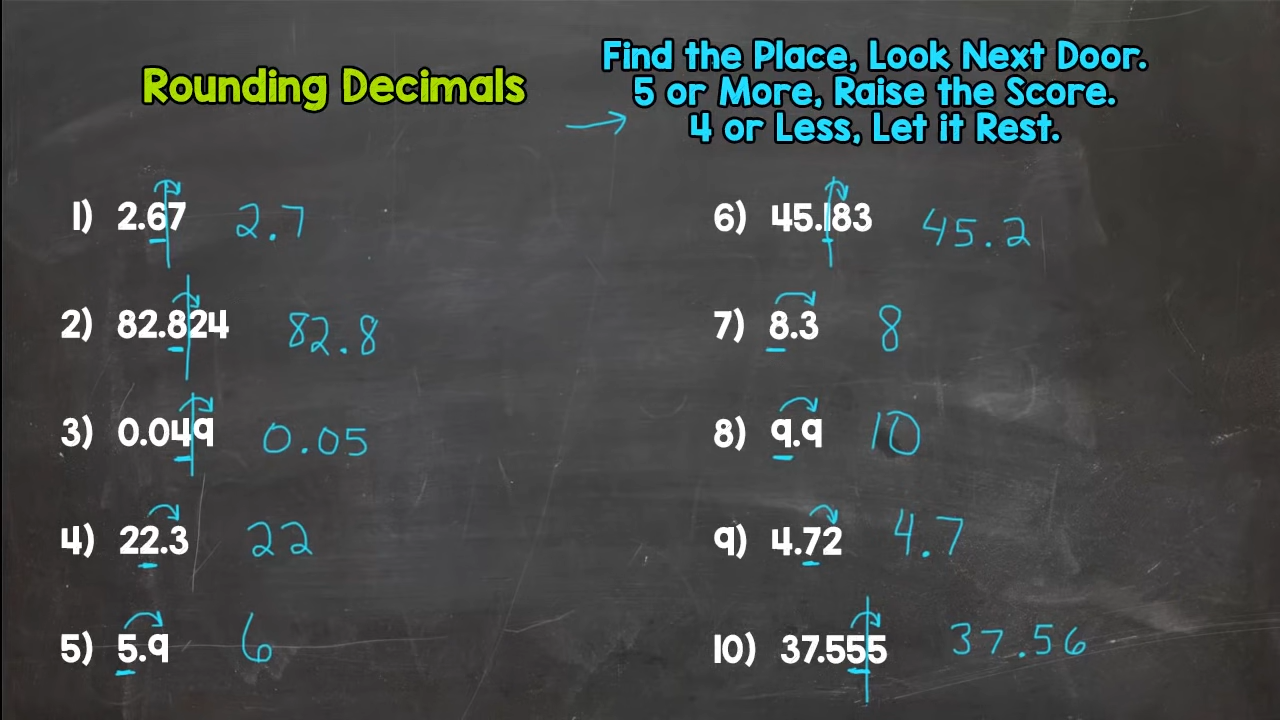 Rounding Decimals
Find the Place, Look Next Door.
5 or More, Raise the Score.
4 or Less, Let it Rest.
1) 2.67 2.7
2) 82.824 82.8
3) 0.049 0.05
4) 22.3 22
5) 5.9 6
6) 45.183 45.2
7) 8.3 8
8) 9.9 10
9) 4.72 4.7
10) 37.555 37.56